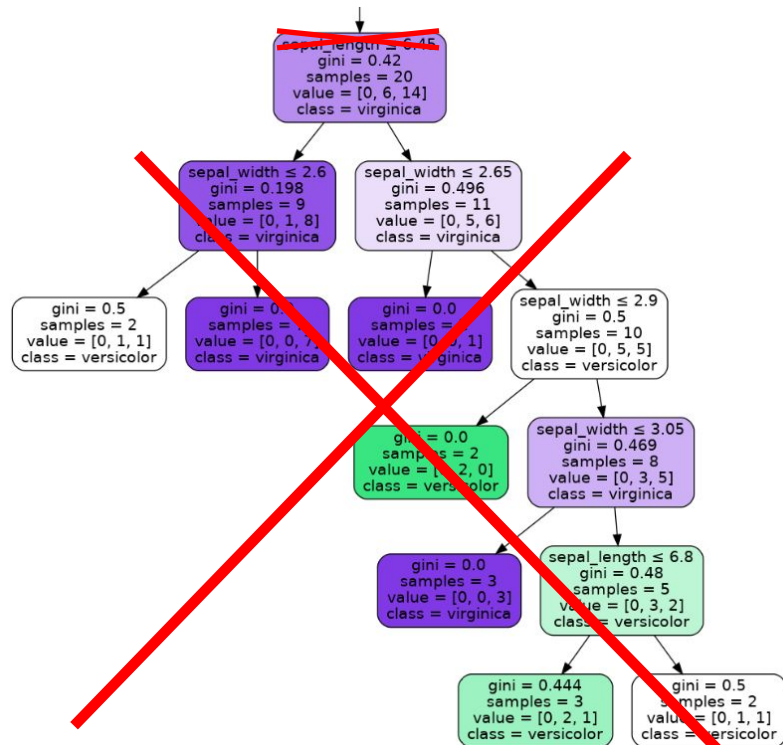 sepal_length ≤ 6.45
gini = 0.42
samples = 20
value = [0, 6, 14]
class = virginica
sepal_width ≤ 2.6
gini = 0.198
samples = 9
value = [0, 1, 8]
class = virginica
sepal_width ≤ 2.65
gini = 0.496
samples = 11
value = [0, 5, 6]
class = virginica
gini = 0.5
samples = 2
value = [0, 1, 1]
class = versicolor
gini =
samples =
value = [0, 0, 7]
class = virginica
gini = 0.0
samples =
value = [0, 0, 1]
class = virginica
sepal_width ≤ 2.9
gini = 0.5
samples = 10
value = [0, 5, 5]
class = versicolor
gini = 0.0
samples = 2
value = [0, 2, 0]
class = versicolor
sepal_width ≤ 3.05
gini = 0.469
samples = 8
value = [0, 3, 5]
class = virginica
gini = 0.0
samples = 3
value = [0, 0, 3]
class = virginica
sepal_length ≤ 6.8
gini = 0.48
samples = 5
value = [0, 3, 2]
class = versicolor
gini = 0.444
samples = 3
value = [0, 2, 1]
class = versicolor
gini = 0.5
samples = 2
value = [0, 1, 1]
class = versicolor